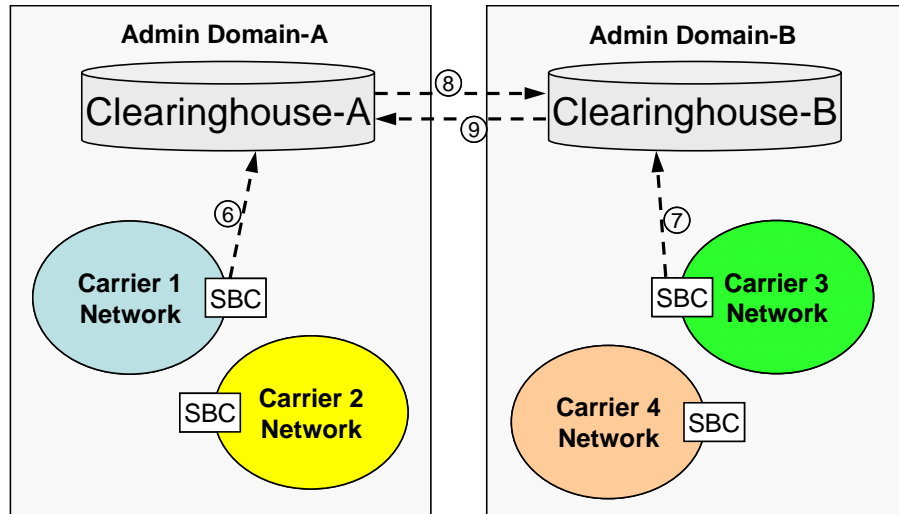 Admin Domain-A
Clearinghouse-A
6
Carrier 1
Network
SBC
Carrier 2
Network
SBC
8
9
Admin Domain-B
Clearinghouse-B
7
Carrier 3
Network
SBC
Carrier 4
Network
SBC